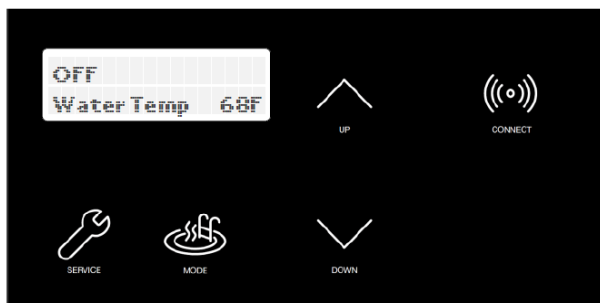 OFF
Water Temp 68F
UP
CONNECT
SERVICE
MODE
DOWN